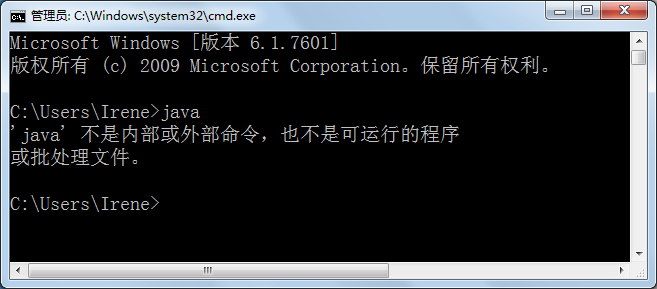 管理员: C:\Windows\system32\cmd.exe
Microsoft Windows [版本 6.1.7601]
版权所有 (c) 2009 Microsoft Corporation。保留所有权利。
C:\Users\Irene>java
'java' 不是内部或外部命令，也不是可运行的程序
或批处理文件。
C:\Users\Irene>